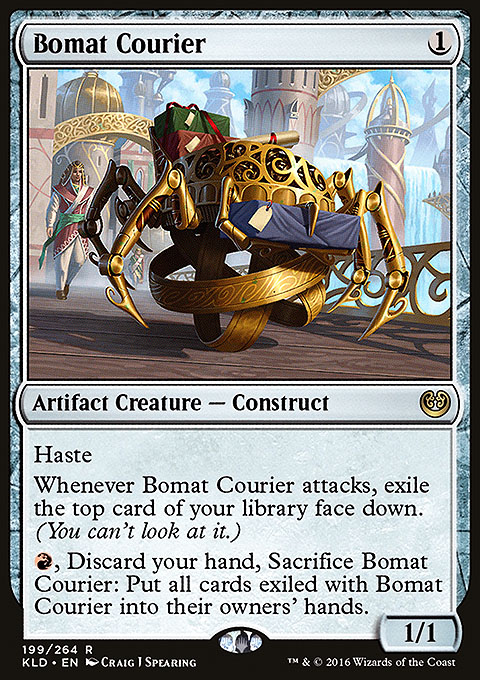 Bomat Courier 1
Artifact Creature — Construct
Haste
Whenever Bomat Courier attacks, exile
the top card of your library face down.
(You can't look at it.)
, Discard your hand, Sacrifice Bomat
Courier: Put all cards exiled with Bomat
Courier into their owners' hands.
1/1
199/264 R
KLD • EN Craig J Spearing
™ & © 2016 Wizards of the Coast